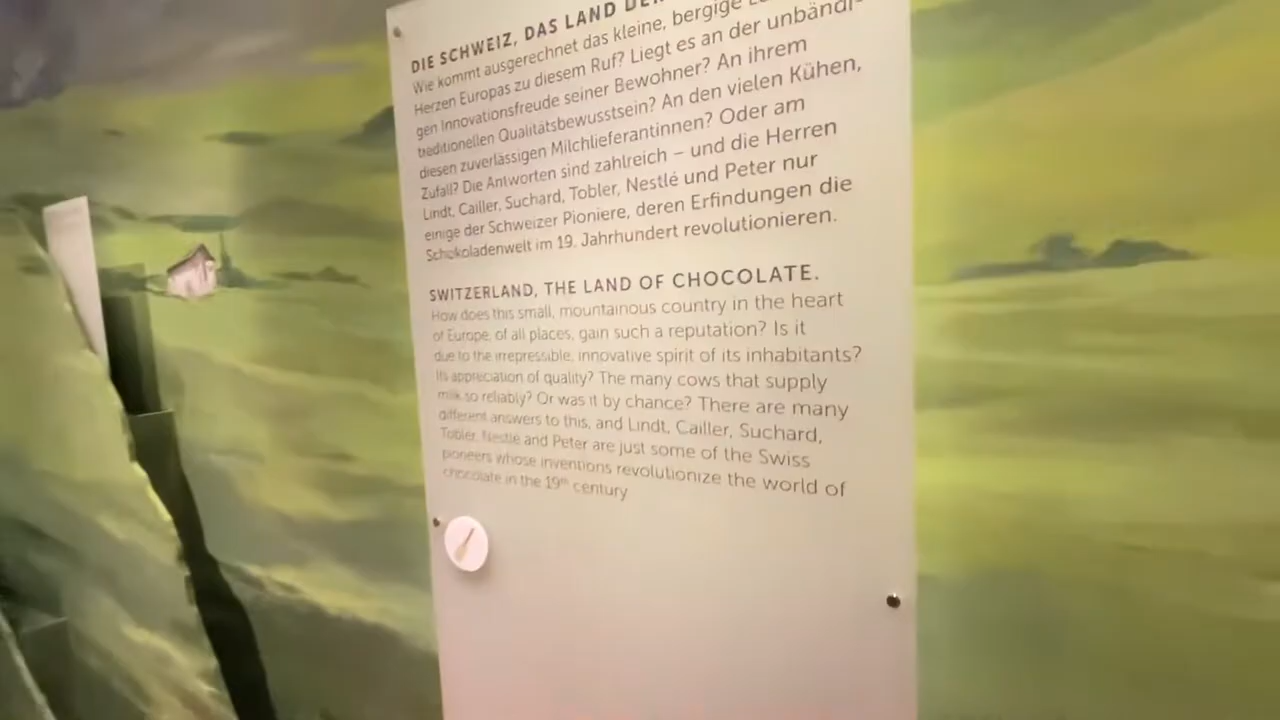 DIE SCHWEIZ, DAS LAND DER
Wie kommt ausgerechnet das kleine, bergige
Herzen Europas zu diesem Ruf? Liegt es an der unbändi-
gen Innovationsfreude seiner Bewohner? An ihrem
traditionellen Qualitätsbewusstsein? An den vielen Kühen,
diesen zuverlässigen Milchlieferantinnen? Oder am
Zufall? Die Antworten sind zahlreich – und die Herren
Lindt, Cailler, Suchard, Tobler, Nestlé und Peter nur
einige der Schweizer Pioniere, deren Erfindungen die
Schokoladenwelt im 19. Jahrhundert revolutionieren.
SWITZERLAND, THE LAND OF CHOCOLATE.
How does this small, mountainous country in the heart
of Europe, of all places, gain such a reputation? Is it
due to the irrepressible, innovative spirit of its inhabitants?
Its appreciation of quality? The many cows that supply
milk so reliably? Or was it by chance? There are many
different answers to this, and Lindt, Cailler, Suchard,
Tobler, Nestlé and Peter are just some of the Swiss
pioneers whose inventions revolutionize the world of
chocolate in the 19th century